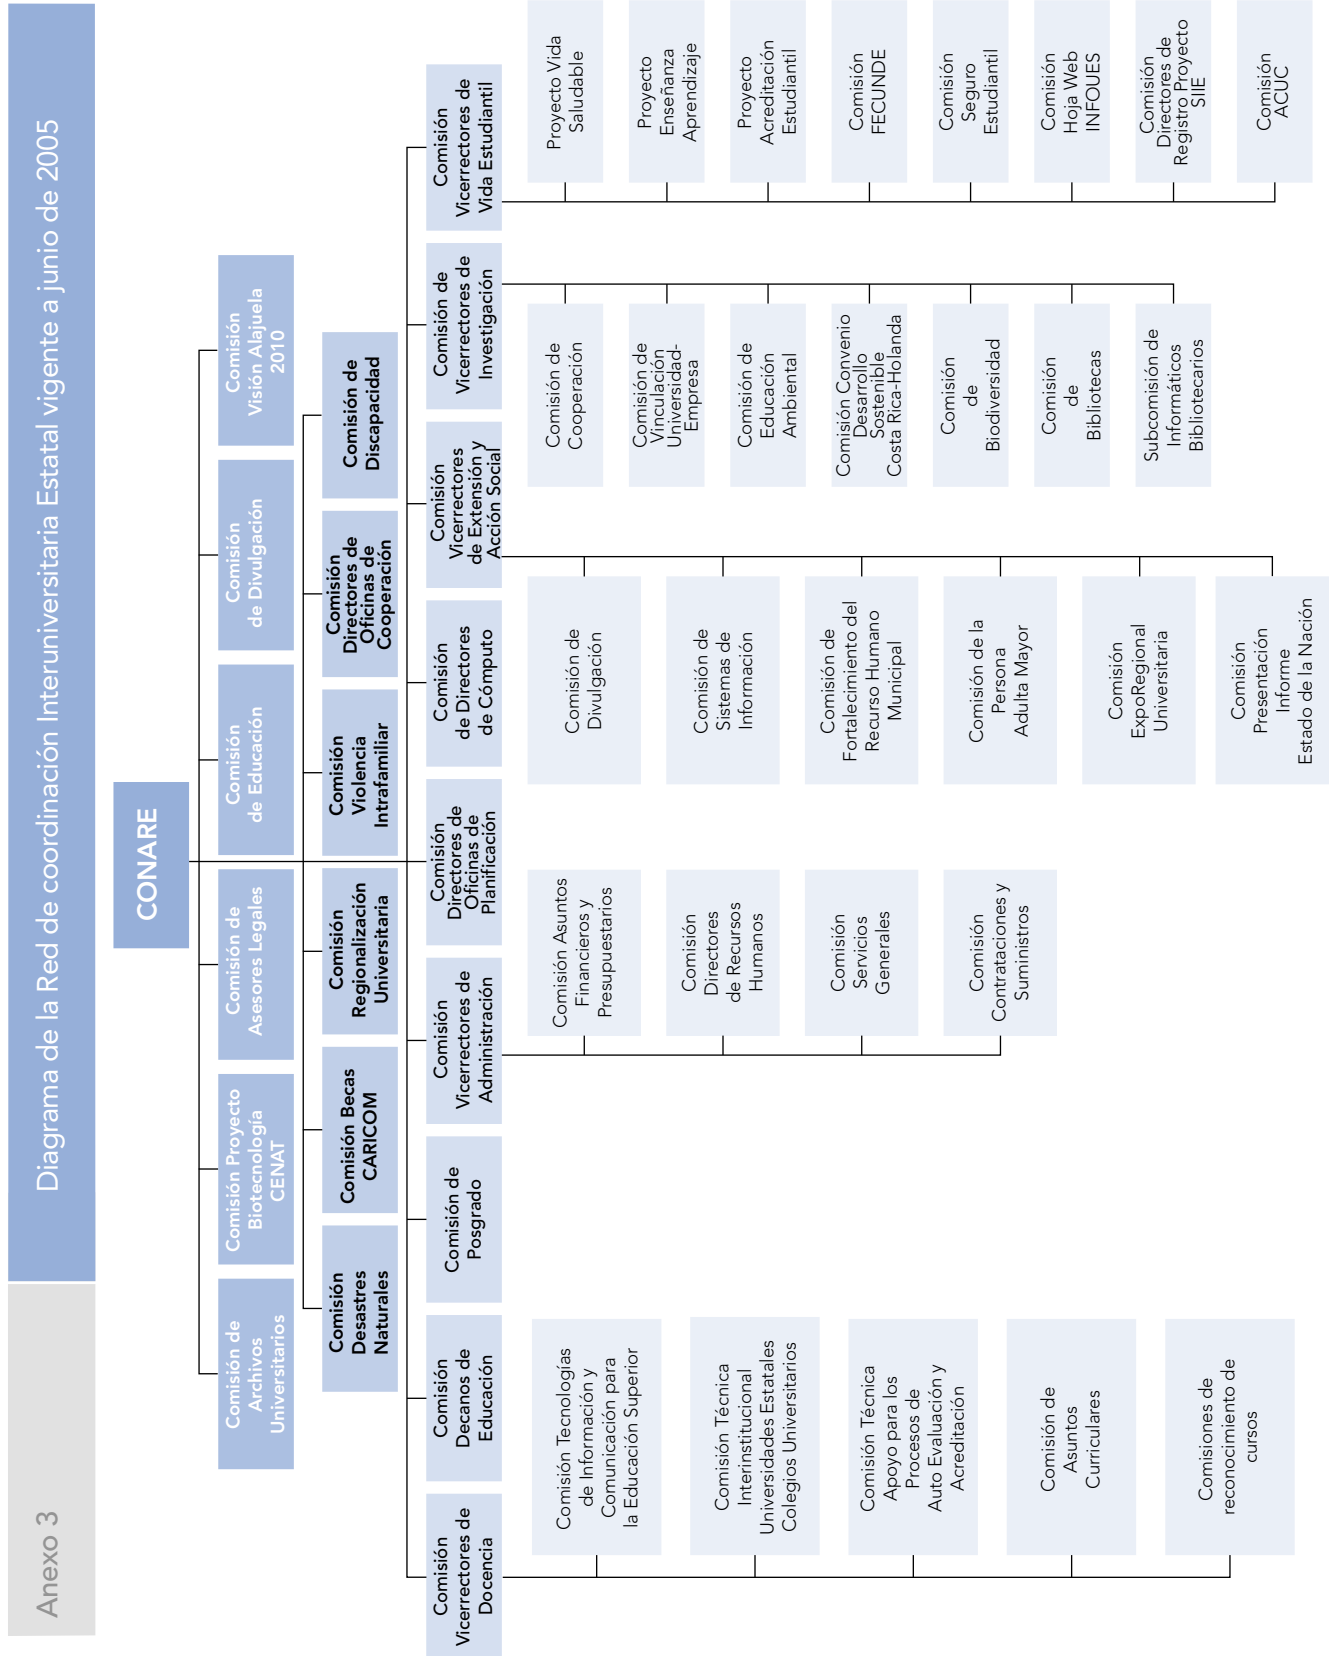 Anexo 3
Diagrama de la Red de coordinación Interuniversitaria Estatal vigente a junio de 2005
CONARE
Comisión de
Archivos
Universitarios
Comisión Proyecto
Biotecnología
CENAT
Comisión de
Asesores Legales
Comisión
de Educación
Comisión
de Divulgación
Comisión
Visión Alajuela
2010
Comisión
Desastres
Naturales
Comisión Becas
CARICOM
Comisión
Regionalización
Universitaria
Comisión
Violencia
Intrafamiliar
Comisión
Directores de
Oficinas de
Cooperación
Comisión de
Discapacidad
Comisión
Vicerrectores de
Docencia
Comisión
Decanos de
Educación
Comisión de
Posgrado
Comisión
Vicerrectores de
Administración
Comisión
Directores de
Oficinas de
Planificación
Comisión
de Directores
de Cómputo
Comisión
Vicerrectores
de Extensión y
Acción Social
Comisión de
Vicerrectores de
Investigación
Comisión
Vicerrectores de
Vida Estudiantil
Comisión Tecnologías
de Información y
Comunicación para
la Educación Superior
Comisión Técnica
Interinstitucional
Universidades Estatales
Colegios Universitarios
Comisión Técnica
Apoyo para los
Procesos de
Auto Evaluación y
Acreditación
Comisión de
Asuntos
Curriculares
Comisiones de
reconocimiento de
cursos
Comisión Asuntos
Financieros y
Presupuestarios
Comisión
Directores
de Recursos
Humanos
Comisión
Servicios
Generales
Comisión
Contrataciones y
Suministros
Comisión de
Divulgación
Comisión de
Sistemas de
Información
Comisión de
Fortalecimiento del
Recurso Humano
Municipal
Comisión de la
Persona
Adulta Mayor
Comisión
ExpoRegional
Universitaria
Comisión
Presentación
Informe
Estado de la Nación
Comisión de
Cooperación
Comisión de
Vinculación
Universidad-
Empresa
Comisión de
Educación
Ambiental
Comisión Convenio
Desarrollo
Sostenible
Costa Rica-Holanda
Comisión
de
Biodiversidad
Comisión
de
Bibliotecas
Subcomisión de
Informáticos
Bibliotecarios
Proyecto Vida
Saludable
Proyecto
Enseñanza
Aprendizaje
Proyecto
Acreditación
Estudiantil
Comisión
FECUNDE
Comisión
Seguro
Estudiantil
Comisión
Hoja Web
INFOUES
Comisión
Directores de
Registro Proyecto
SIIE
Comisión
ACUC